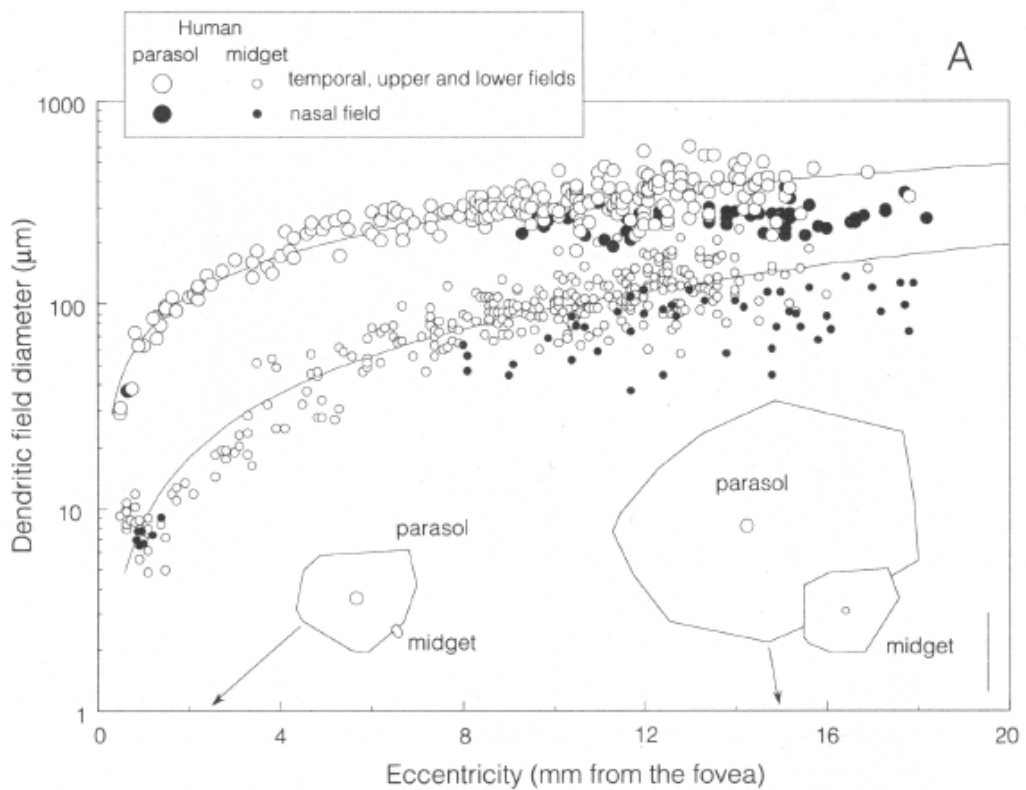 Human
parasol midget
temporal, upper and lower fields
nasal field
A
1000
100
10
1
Dendritic field diameter (µm)
parasol
midget
parasol
midget
0 4 8 12 16 20
Eccentricity (mm from the fovea)